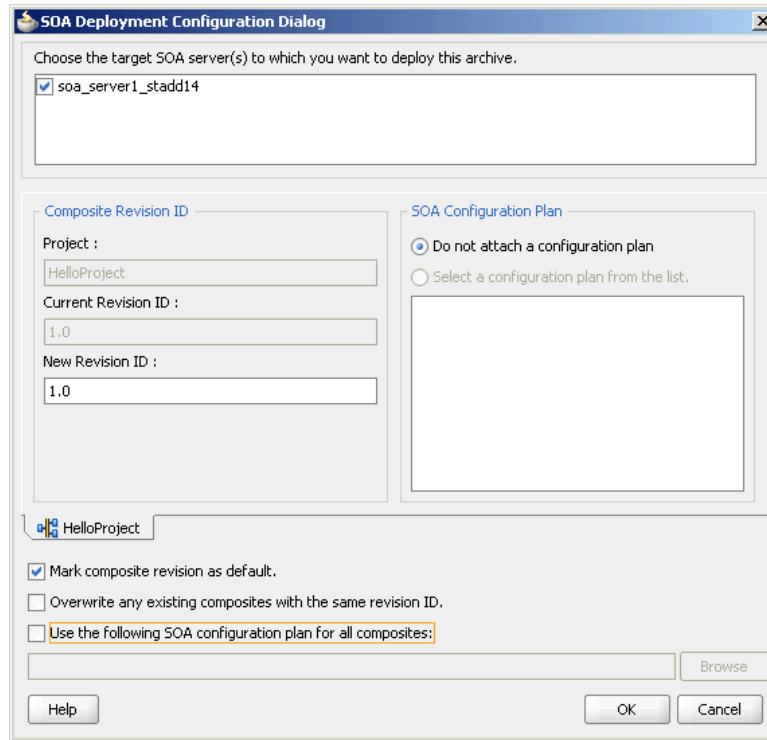 SOA Deployment Configuration Dialog
Choose the target SOA server(s) to which you want to deploy this archive.
soa_server1_stadd14
Composite Revision ID
Project :
HelloProject
Current Revision ID :
1.0
New Revision ID :
1.0
SOA Configuration Plan
Do not attach a configuration plan
Select a configuration plan from the list.
HelloProject
Mark composite revision as default.
Overwrite any existing composites with the same revision ID.
Use the following SOA configuration plan for all composites:
Browse
Help
OK
Cancel